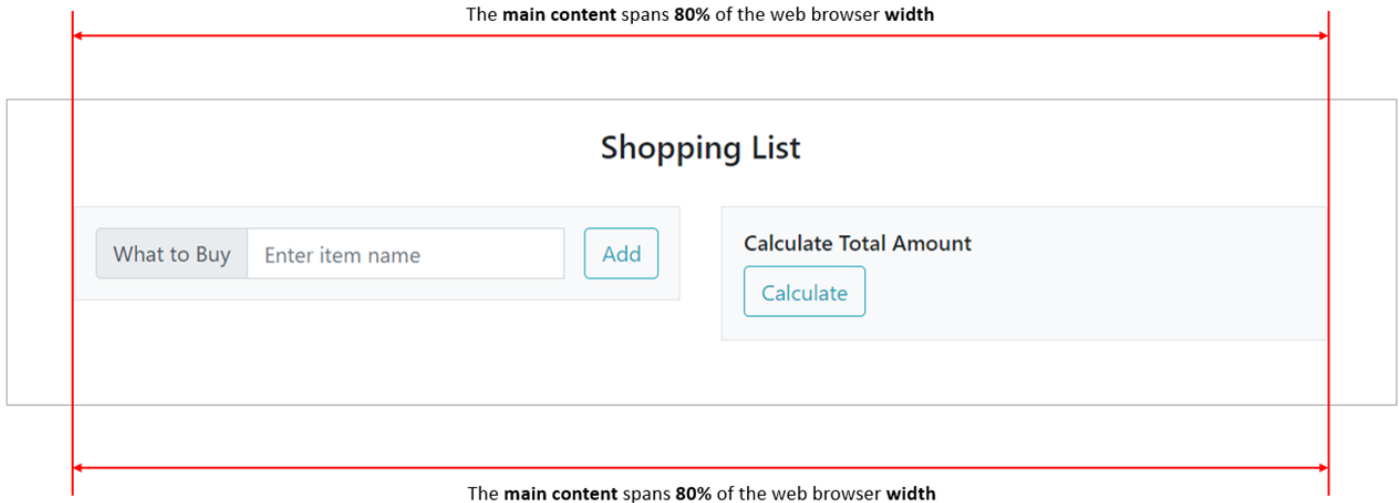 The main content spans 80% of the web browser width
Shopping List
What to Buy
Enter item name
Add
Calculate Total Amount
Calculate
The main content spans 80% of the web browser width